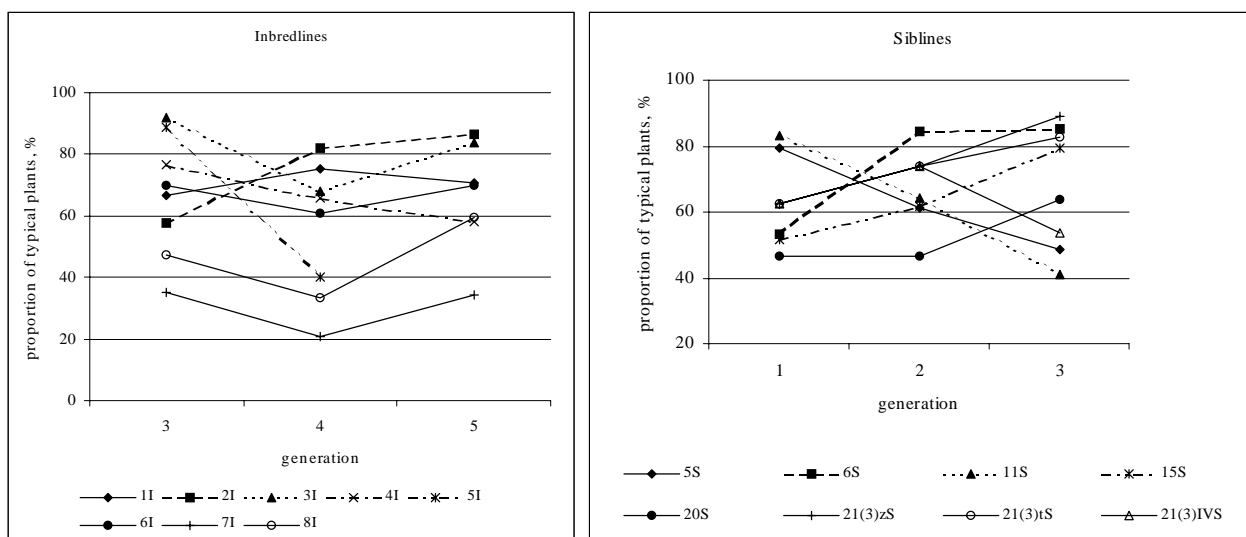 Inbredlines
proportion of typical plants, %
100
80
60
40
20
0
3 4 5
generation
1I 2I 3I 4I 5I
6I 7I 8I
Siblines
proportion of typical plants, %
100
80
60
40
20
1 2 3
generation
5S 6S 11S 15S
20S 21(3)zS 21(3)tS 21(3)IVS